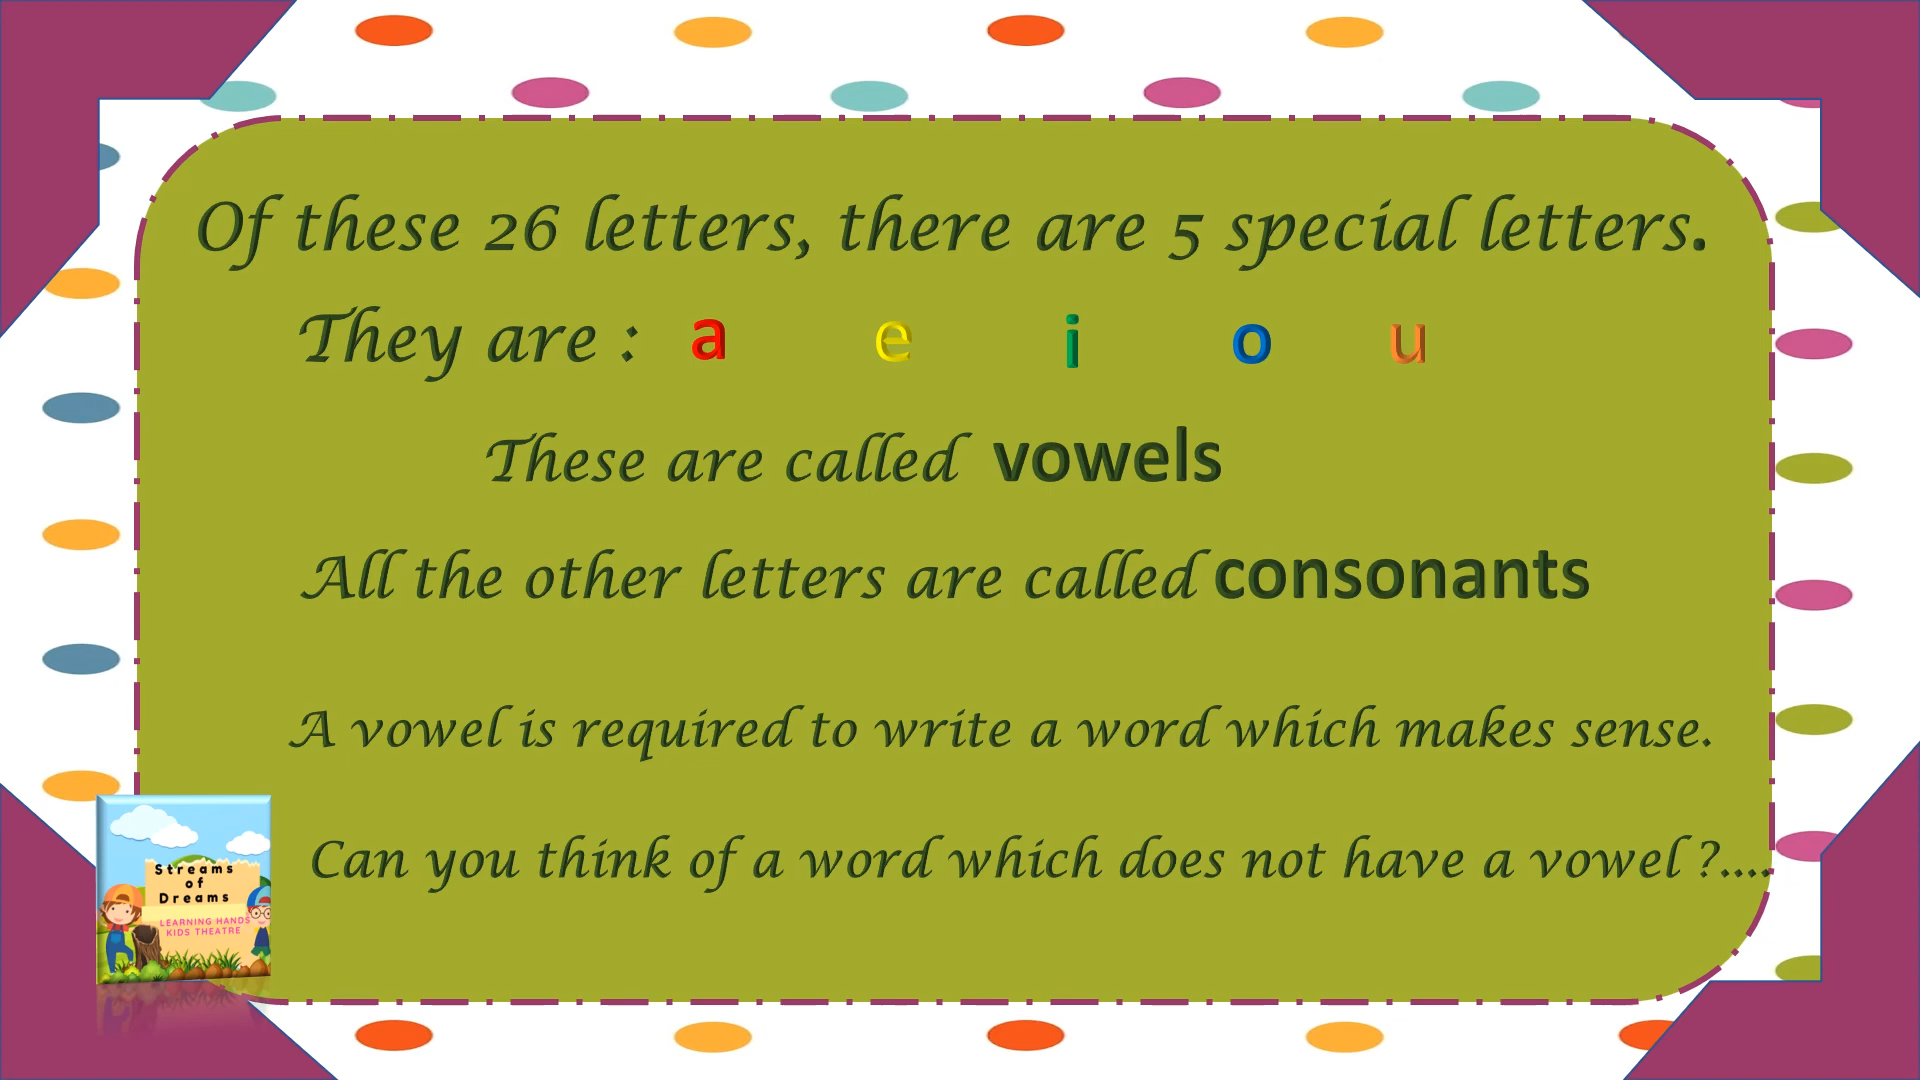 Of these 26 letters, there are 5 special letters.
They are : a e i o u
These are called vowels
All the other letters are called consonants
A vowel is required to write a word which makes sense.
Can you think of a word which does not have a vowel ?....
Streams
of
Dreams
LEARNING HANDS
KIDS THEATRE